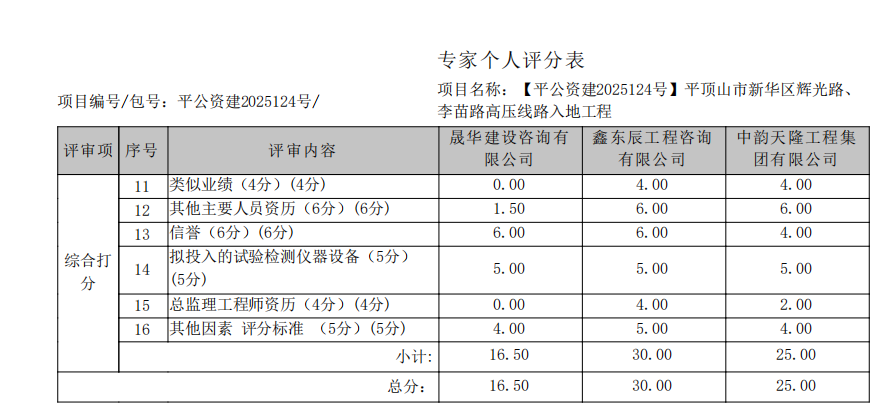 专家个人评分表
项目编号/包号：平公资建2025124号/
项目名称：【平公资建2025124号】平顶山市新华区辉光路、
李苗路高压线路入地工程
评审项 序号 评审内容 晟华建设咨询有限公司 鑫东辰工程咨询有限公司 中韵天隆工程集团有限公司
综合打分
11 类似业绩（4分）(4分) 0.00 4.00 4.00
12 其他主要人员资历（6分）(6分) 1.50 6.00 6.00
13 信誉（6分）(6分) 6.00 6.00 4.00
14 拟投入的试验检测仪器设备（5分）(5分) 5.00 5.00 5.00
15 总监理工程师资历（4分）(4分) 0.00 4.00 2.00
16 其他因素 评分标准 （5分）(5分) 4.00 5.00 4.00
小计: 16.50 30.00 25.00
总分： 16.50 30.00 25.00